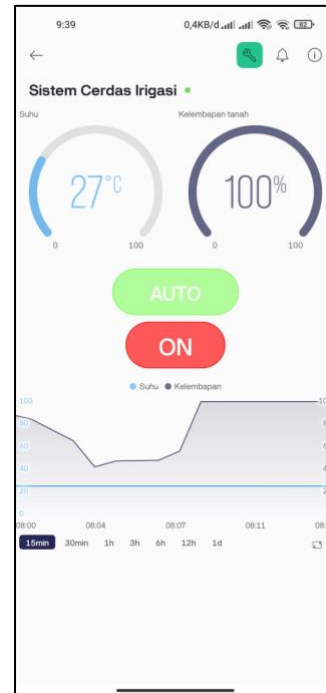 9:39 0,4KB/d 82
Sistem Cerdas Irigasi
Suhu Kelembapan tanah
27°C 100%
0 100 0 100
AUTO
ON
Suhu Kelembapan
100
80
60
40
20
0
08:00 08:04 08:07 08:11
15min 30min 1h 3h 6h 12h 1d